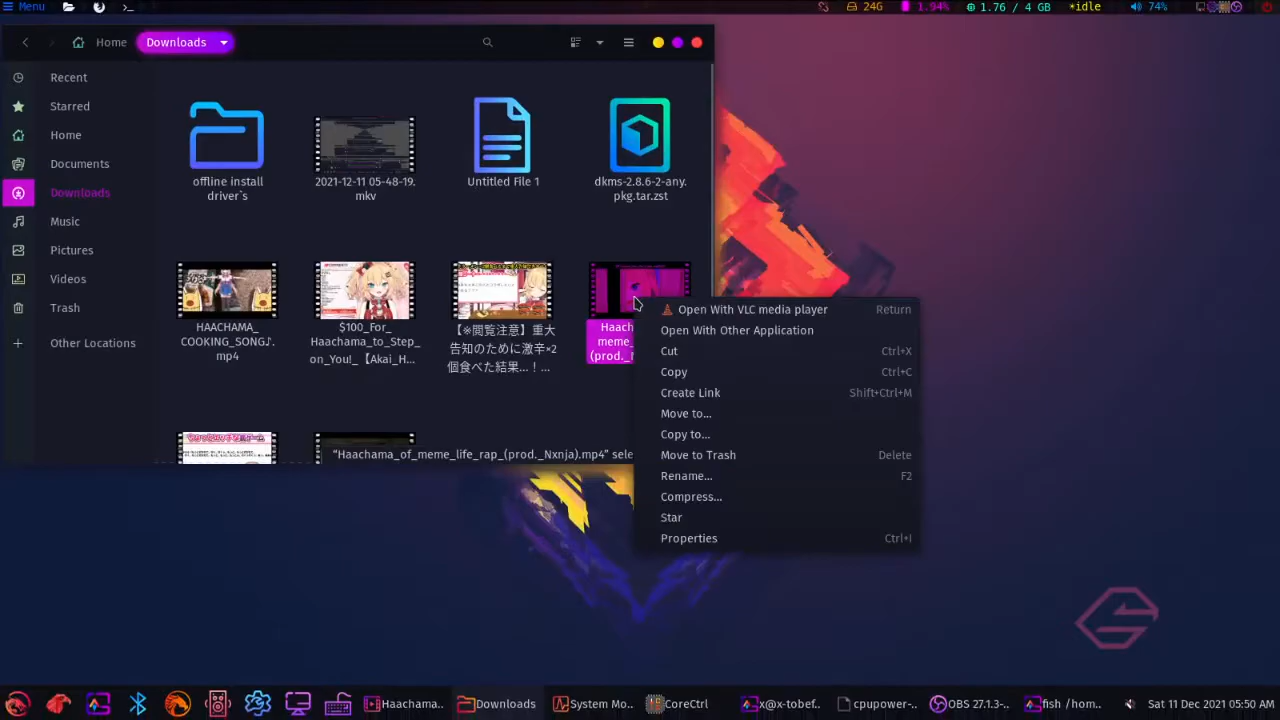 Menu
24G
1.94%
1.76 / 4 GB
*idle
74%
Home
Downloads
Recent
Starred
Home
Documents
Downloads
Music
Pictures
Videos
Trash
Other Locations
offline install
driver`s
2021-12-11 05-48-19.
mkv
Untitled File 1
dkms-2.8.6-2-any.
pkg.tar.zst
HAACHAMA_
COOKING_SONG♪.
mp4
$100_For_
Haachama_to_Step_
on_You!_【Akai_H...
【※閲覧注意】重大
告知のために激辛×2
個食べた結果...！...
Haach
meme_
(prod._N
"Haachama_of_meme_life_rap_(prod._Nxnja).mp4" sele
Open With VLC media player Return
Open With Other Application
Cut Ctrl+X
Copy Ctrl+C
Create Link Shift+Ctrl+M
Move to...
Copy to...
Move to Trash Delete
Rename... F2
Compress...
Star
Properties Ctrl+I
Haachama..
Downloads
System Mo..
CoreCtrl
x@x-tobef..
cpupower-..
OBS 27.1.3-..
fish /hom..
Sat 11 Dec 2021 05:50 AM